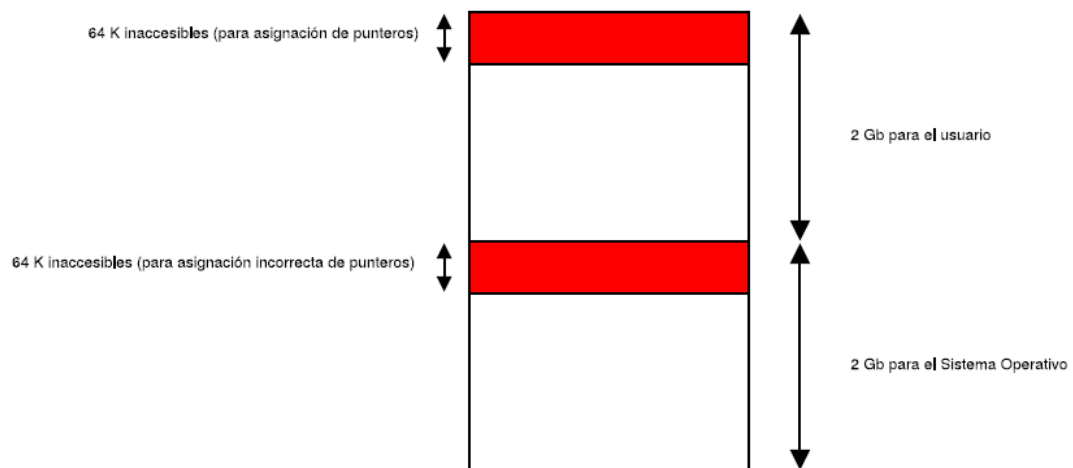 64 K inaccesibles (para asignación de punteros)
2 Gb para el usuario
64 K inaccesibles (para asignación incorrecta de punteros)
2 Gb para el Sistema Operativo